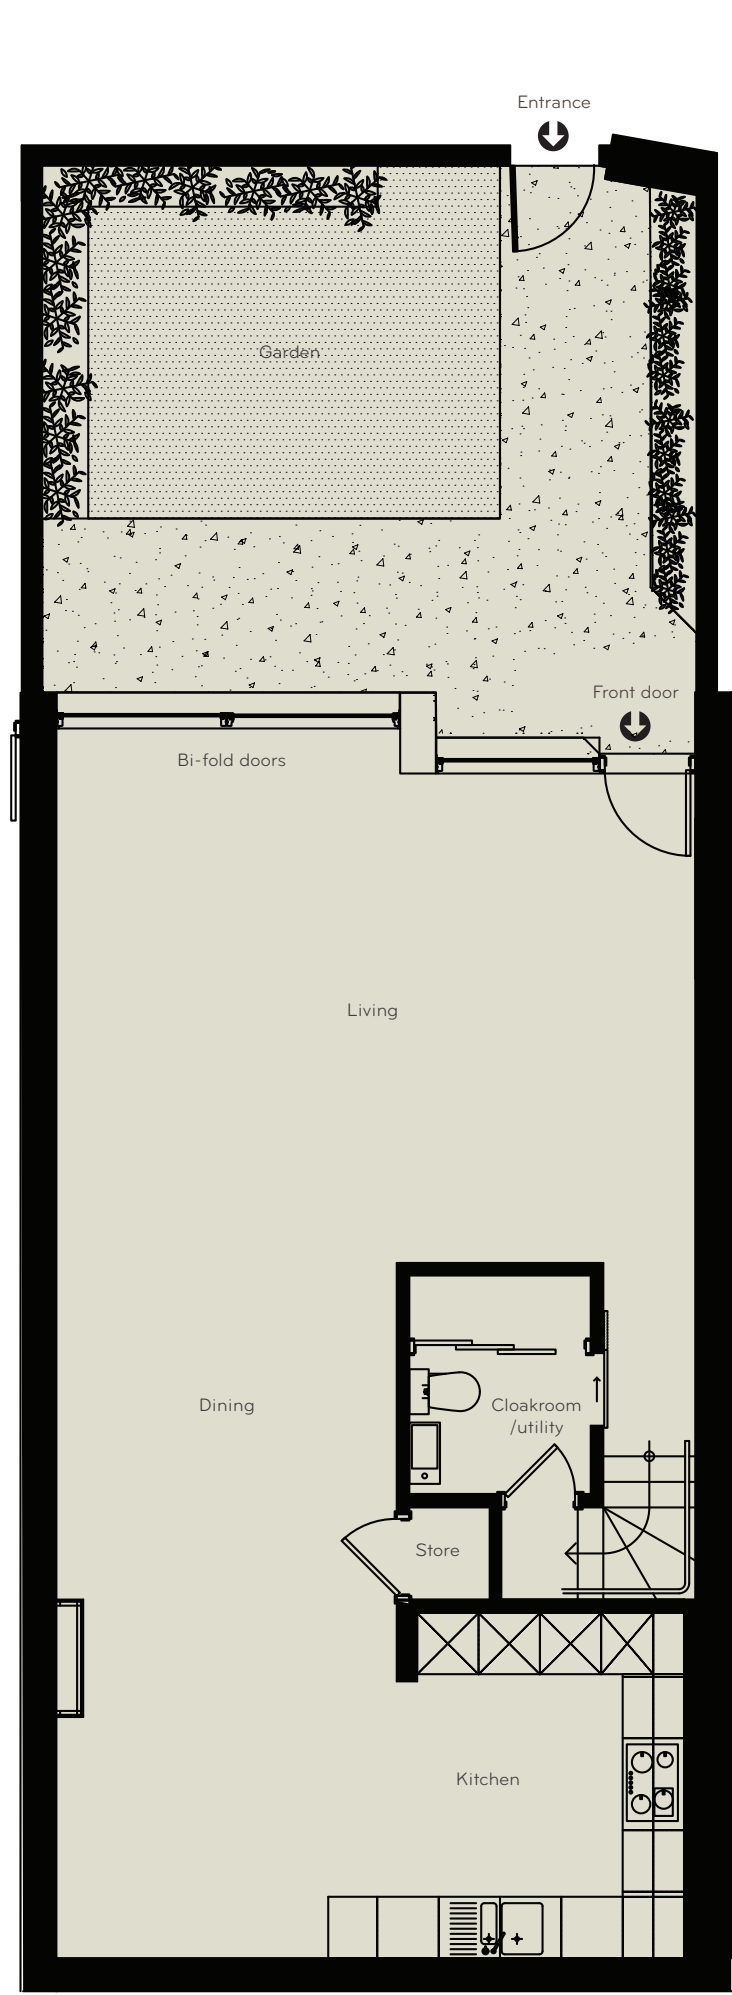 Entrance
Garden
Front door
Bi-fold doors
Living
Dining
Cloakroom
/utility
Store
Kitchen